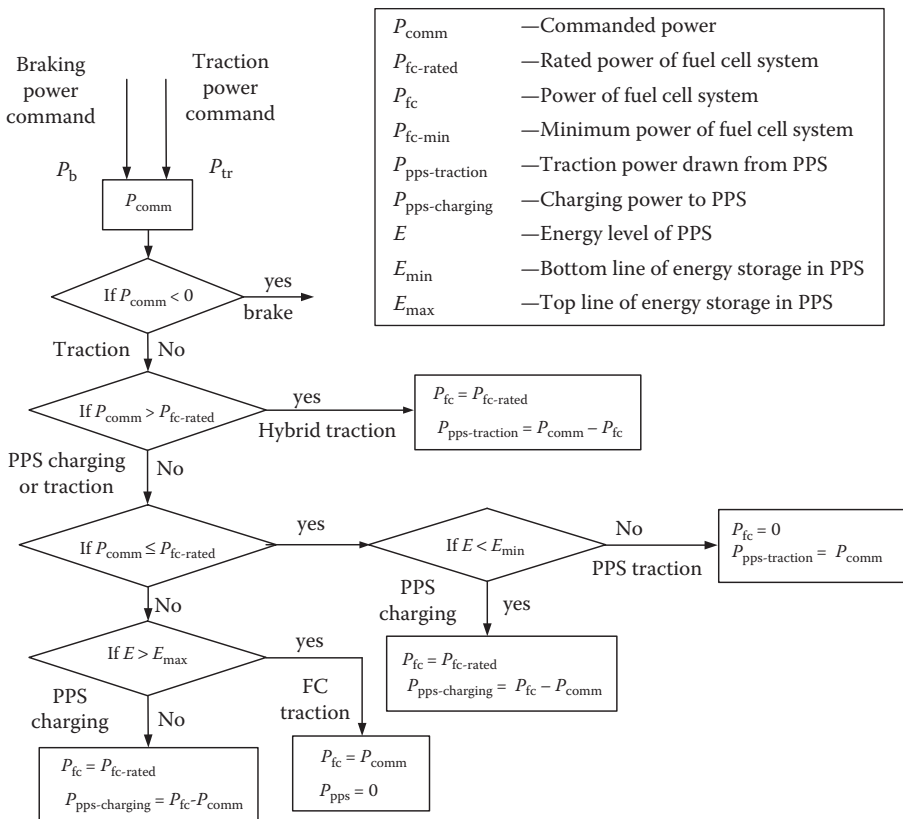 Braking
power
command
Traction
power
command
P_b
P_tr
P_comm
If P_comm < 0
yes
brake
Traction
No
If P_comm > P_fc-rated
yes
Hybrid traction
P_fc = P_fc-rated
P_pps-traction = P_comm – P_fc
PPS charging
or traction
No
If P_comm ≤ P_fc-rated
yes
If E < E_min
No
PPS traction
P_fc = 0
P_pps-traction = P_comm
PPS
charging
yes
P_fc = P_fc-rated
P_pps-charging = P_fc – P_comm
No
If E > E_max
yes
FC
traction
PPS
charging
No
P_fc = P_fc-rated
P_pps-charging = P_fc-P_comm
P_fc = P_comm
P_pps = 0
P_comm —Commanded power
P_fc-rated —Rated power of fuel cell system
P_fc —Power of fuel cell system
P_fc-min —Minimum power of fuel cell system
P_pps-traction —Traction power drawn from PPS
P_pps-charging —Charging power to PPS
E —Energy level of PPS
E_min —Bottom line of energy storage in PPS
E_max —Top line of energy storage in PPS